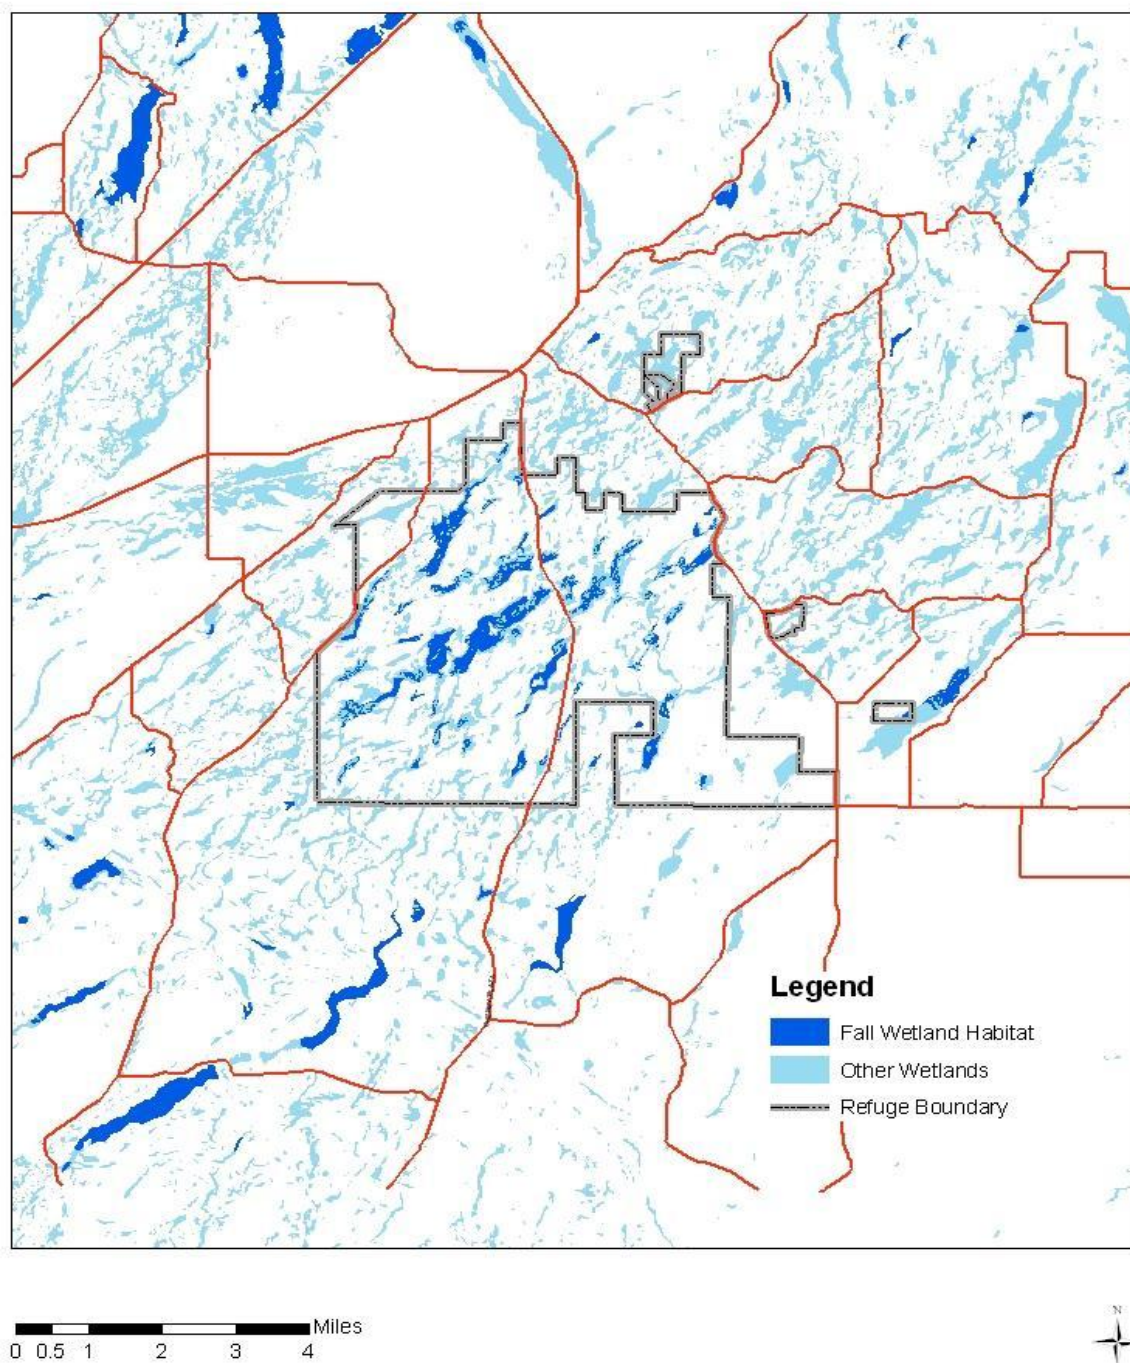 Legend
Fall Wetland Habitat
Other Wetlands
Refuge Boundary
Miles
0 0.5 1 2 3 4
N